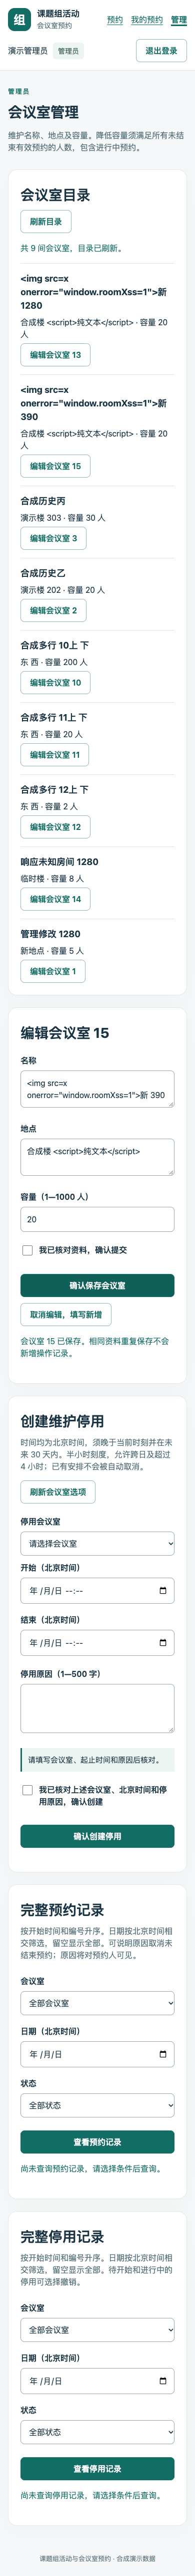 组
课题组活动
会议室预约
预约 我的预约 管理
演示管理员 管理员 退出登录
管理员
会议室管理
维护名称、地点及容量。降低容量须满足所有未结
束有效预约的人数，包含进行中预约。
会议室目录
刷新目录
共 9 间会议室，目录已刷新。
<img src=x
onerror="window.roomXss=1">新
1280
合成楼 <script>纯文本</script> · 容量 20
人
编辑会议室 13
<img src=x
onerror="window.roomXss=1">新
390
合成楼 <script>纯文本</script> · 容量 20
人
编辑会议室 15
合成历史丙
演示楼 303 · 容量 30 人
编辑会议室 3
合成历史乙
演示楼 202 · 容量 20 人
编辑会议室 2
合成多行 10上 下
东 西 · 容量 200 人
编辑会议室 10
合成多行 11上 下
东 西 · 容量 20 人
编辑会议室 11
合成多行 12上 下
东 西 · 容量 2 人
编辑会议室 12
响应未知房间 1280
临时楼 · 容量 8 人
编辑会议室 14
管理修改 1280
新地点 · 容量 5 人
编辑会议室 1
编辑会议室 15
名称
<img src=x
onerror="window.roomXss=1">新 390
地点
合成楼 <script>纯文本</script>
容量（1—1000 人）
20
我已核对资料，确认提交
确认保存会议室
取消编辑，填写新增
会议室 15 已保存。相同资料重复保存不会
新增操作记录。
创建维护停用
时间均为北京时间，须晚于当前时刻并在未
来 30 天内。半小时刻度，允许跨日及超过
4 小时；已有安排不会被自动取消。
刷新会议室选项
停用会议室
请选择会议室
开始（北京时间）
年 /月/日 --:--
结束（北京时间）
年 /月/日 --:--
停用原因（1—500 字）
请填写会议室、起止时间和原因后核对。
我已核对上述会议室、北京时间和停
用原因，确认创建
确认创建停用
完整预约记录
按开始时间和编号升序。日期按北京时间相
交筛选，留空显示全部。可说明原因取消未
结束预约；原因将对预约人可见。
会议室
全部会议室
日期（北京时间）
年 /月/日
状态
全部状态
查看预约记录
尚未查询预约记录，请选择条件后查询。
完整停用记录
按开始时间和编号升序。日期按北京时间相
交筛选，留空显示全部。待开始和进行中的
停用可选择撤销。
会议室
全部会议室
日期（北京时间）
年 /月/日
状态
全部状态
查看停用记录
尚未查询停用记录，请选择条件后查询。
课题组活动与会议室预约 · 合成演示数据